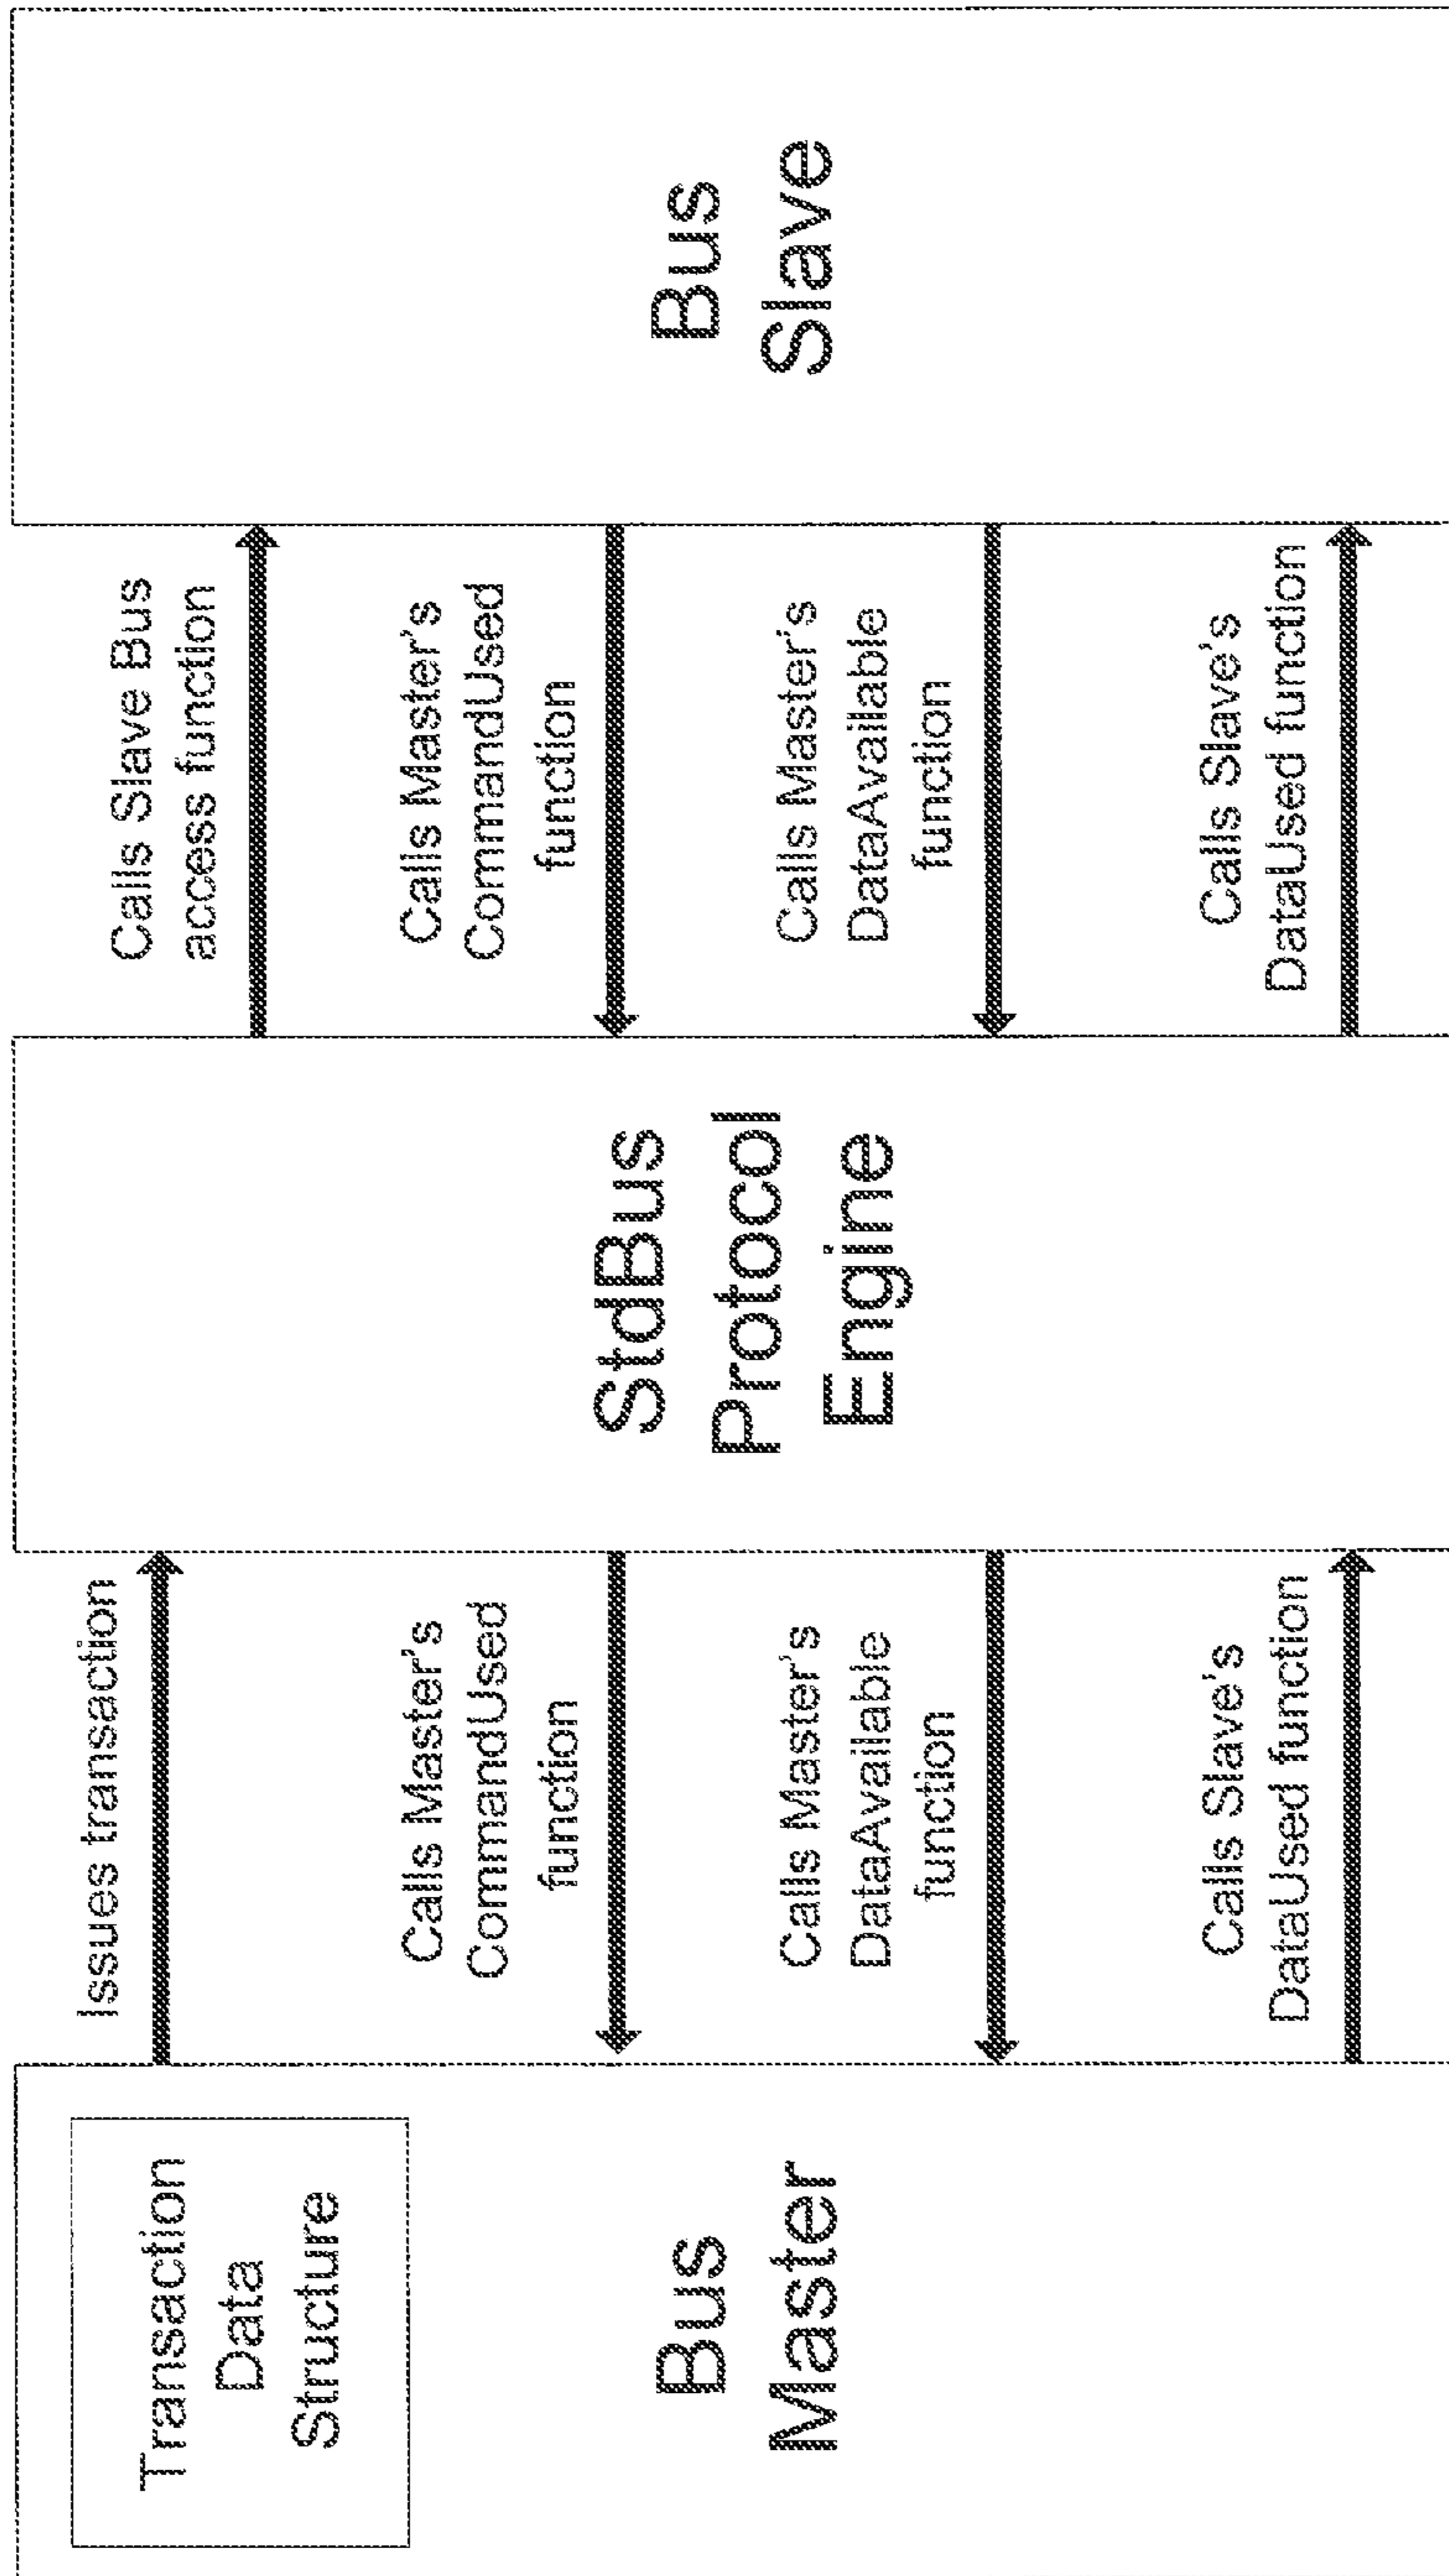 Transaction
Data
Structure
Bus
Master
Issues transaction
Calls Master's
CommandUsed
function
Calls Master's
DataAvailable
function
Calls Slave's
DataUsed function
StdBus
Protocol
Engine
Calls Slave Bus
access function
Calls Master's
CommandUsed
function
Calls Master's
DataAvailable
function
Calls Slave's
DataUsed function
Bus
Slave